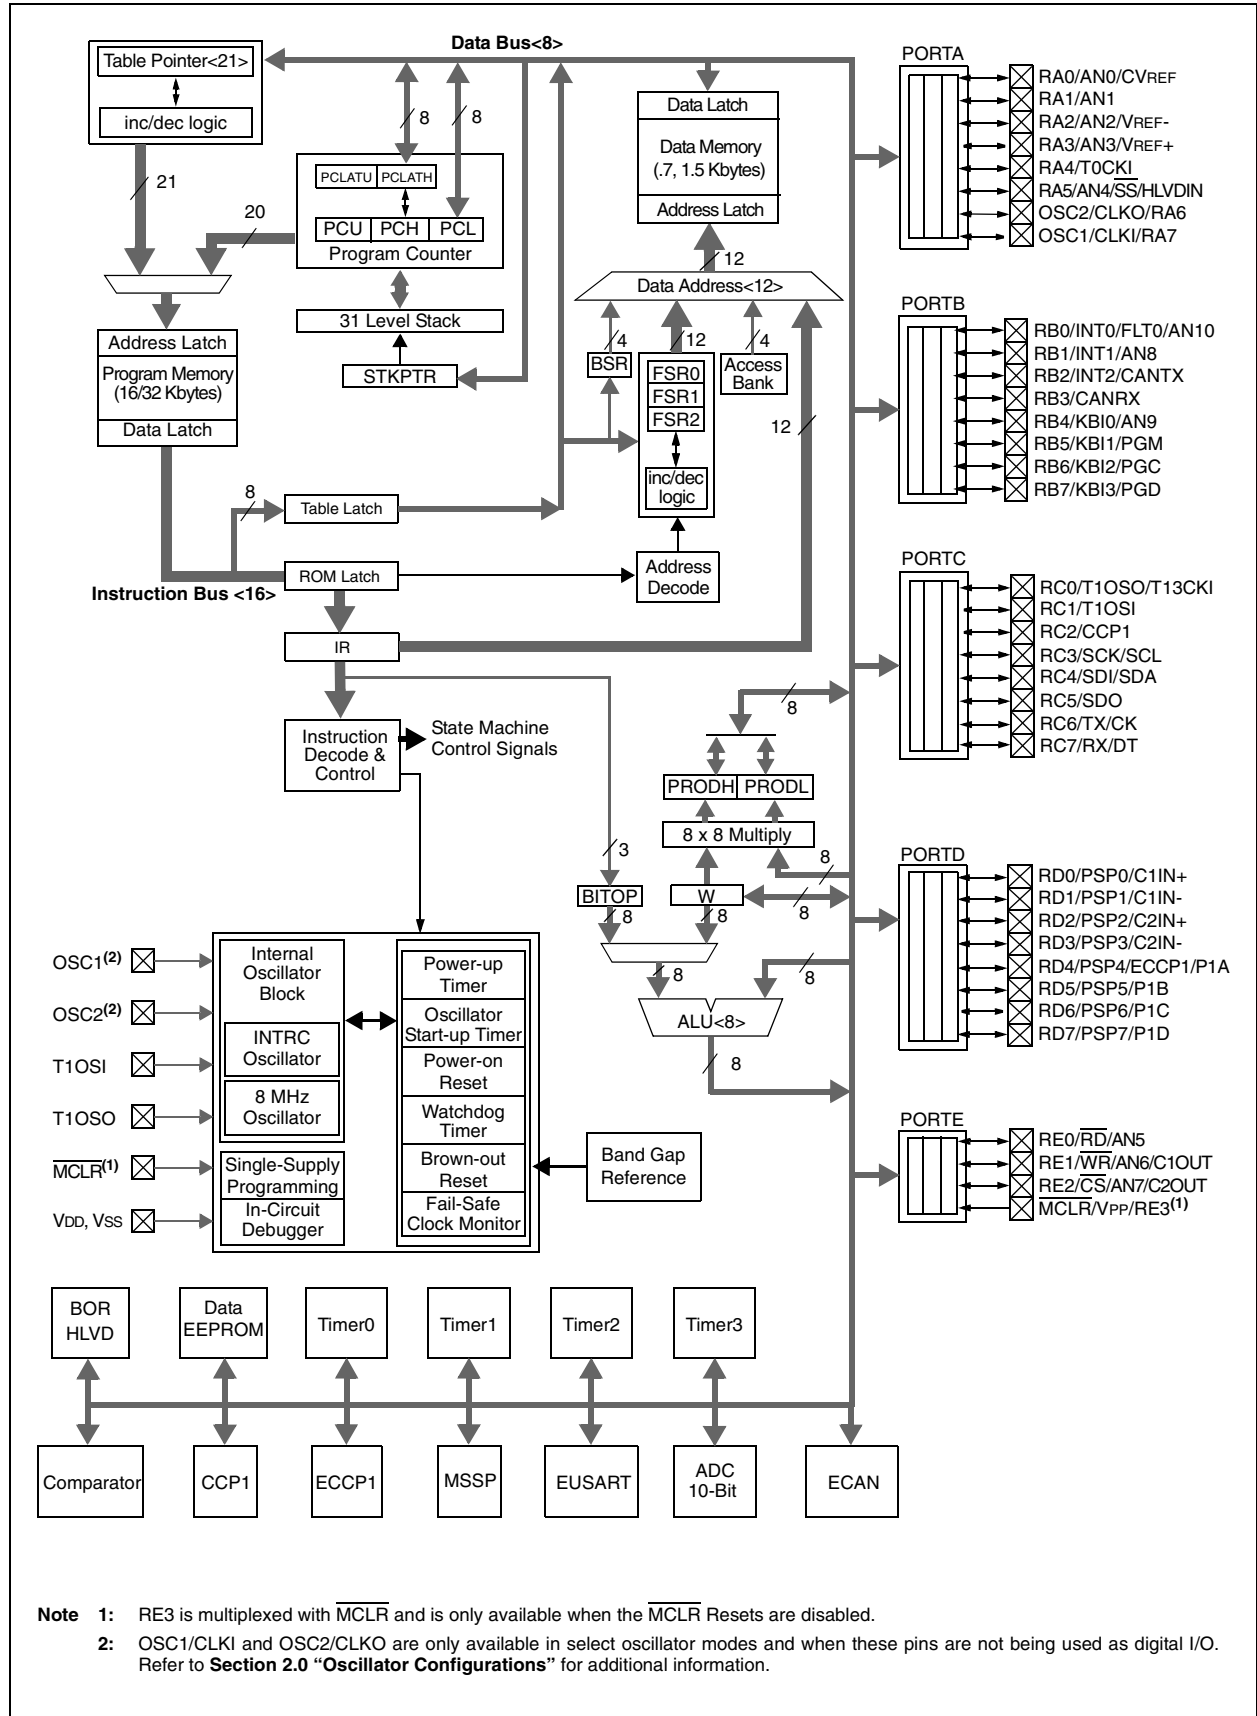 Data Bus<8>
Table Pointer<21>
inc/dec logic
21
8
8
PCLATU
PCLATH
20
PCU
PCH
PCL
Program Counter
31 Level Stack
STKPTR
Address Latch
Program Memory
(16/32 Kbytes)
Data Latch
Data Latch
Data Memory
(.7, 1.5 Kbytes)
Address Latch
12
Data Address<12>
4
12
4
BSR
FSR0
FSR1
FSR2
Access
Bank
12
inc/dec
logic
8
Table Latch
ROM Latch
Instruction Bus <16>
Address
Decode
IR
8
Instruction
Decode &
Control
State Machine
Control Signals
PRODH
PRODL
8 x 8 Multiply
3
8
BITOP
W
8
8
8
8
8
ALU<8>
8
OSC1(2)
OSC2(2)
T1OSI
T1OSO
MCLR(1)
VDD, VSS
Internal
Oscillator
Block
INTRC
Oscillator
8 MHz
Oscillator
Single-Supply
Programming
In-Circuit
Debugger
Power-up
Timer
Oscillator
Start-up Timer
Power-on
Reset
Watchdog
Timer
Brown-out
Reset
Fail-Safe
Clock Monitor
Band Gap
Reference
PORTA
RA0/AN0/CVREF
RA1/AN1
RA2/AN2/VREF-
RA3/AN3/VREF+
RA4/T0CKI
RA5/AN4/SS/HLVDIN
OSC2/CLKO/RA6
OSC1/CLKI/RA7
PORTB
RB0/INT0/FLT0/AN10
RB1/INT1/AN8
RB2/INT2/CANTX
RB3/CANRX
RB4/KBI0/AN9
RB5/KBI1/PGM
RB6/KBI2/PGC
RB7/KBI3/PGD
PORTC
RC0/T1OSO/T13CKI
RC1/T1OSI
RC2/CCP1
RC3/SCK/SCL
RC4/SDI/SDA
RC5/SDO
RC6/TX/CK
RC7/RX/DT
PORTD
RD0/PSP0/C1IN+
RD1/PSP1/C1IN-
RD2/PSP2/C2IN+
RD3/PSP3/C2IN-
RD4/PSP4/ECCP1/P1A
RD5/PSP5/P1B
RD6/PSP6/P1C
RD7/PSP7/P1D
PORTE
RE0/RD/AN5
RE1/WR/AN6/C1OUT
RE2/CS/AN7/C2OUT
MCLR/VPP/RE3(1)
BOR
HLVD
Data
EEPROM
Timer0
Timer1
Timer2
Timer3
Comparator
CCP1
ECCP1
MSSP
EUSART
ADC
10-Bit
ECAN
Note 1: RE3 is multiplexed with MCLR and is only available when the MCLR Resets are disabled.
2: OSC1/CLKI and OSC2/CLKO are only available in select oscillator modes and when these pins are not being used as digital I/O.
Refer to Section 2.0 “Oscillator Configurations” for additional information.